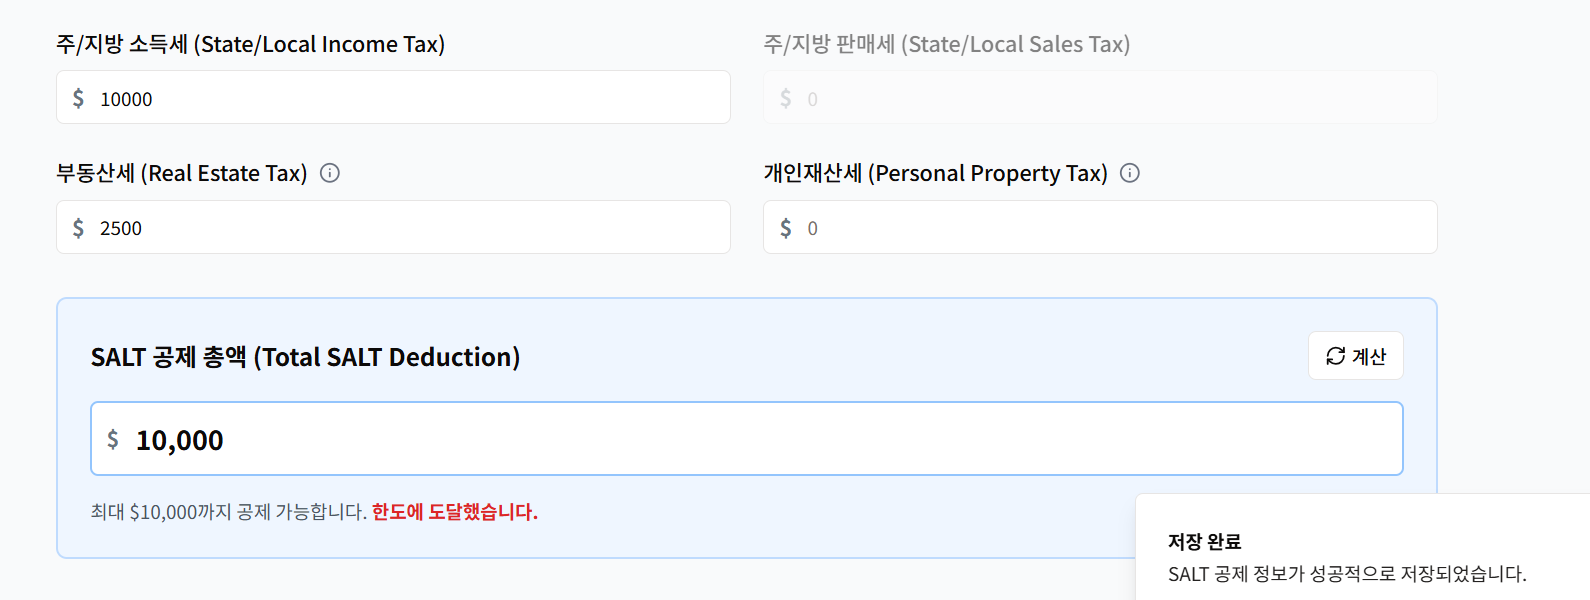 주/지방 소득세 (State/Local Income Tax)
주/지방 판매세 (State/Local Sales Tax)
$ 10000
$ 0
부동산세 (Real Estate Tax)
개인재산세 (Personal Property Tax)
$ 2500
$ 0
SALT 공제 총액 (Total SALT Deduction)
계산
$ 10,000
최대 $10,000까지 공제 가능합니다. 한도에 도달했습니다.
저장 완료
SALT 공제 정보가 성공적으로 저장되었습니다.